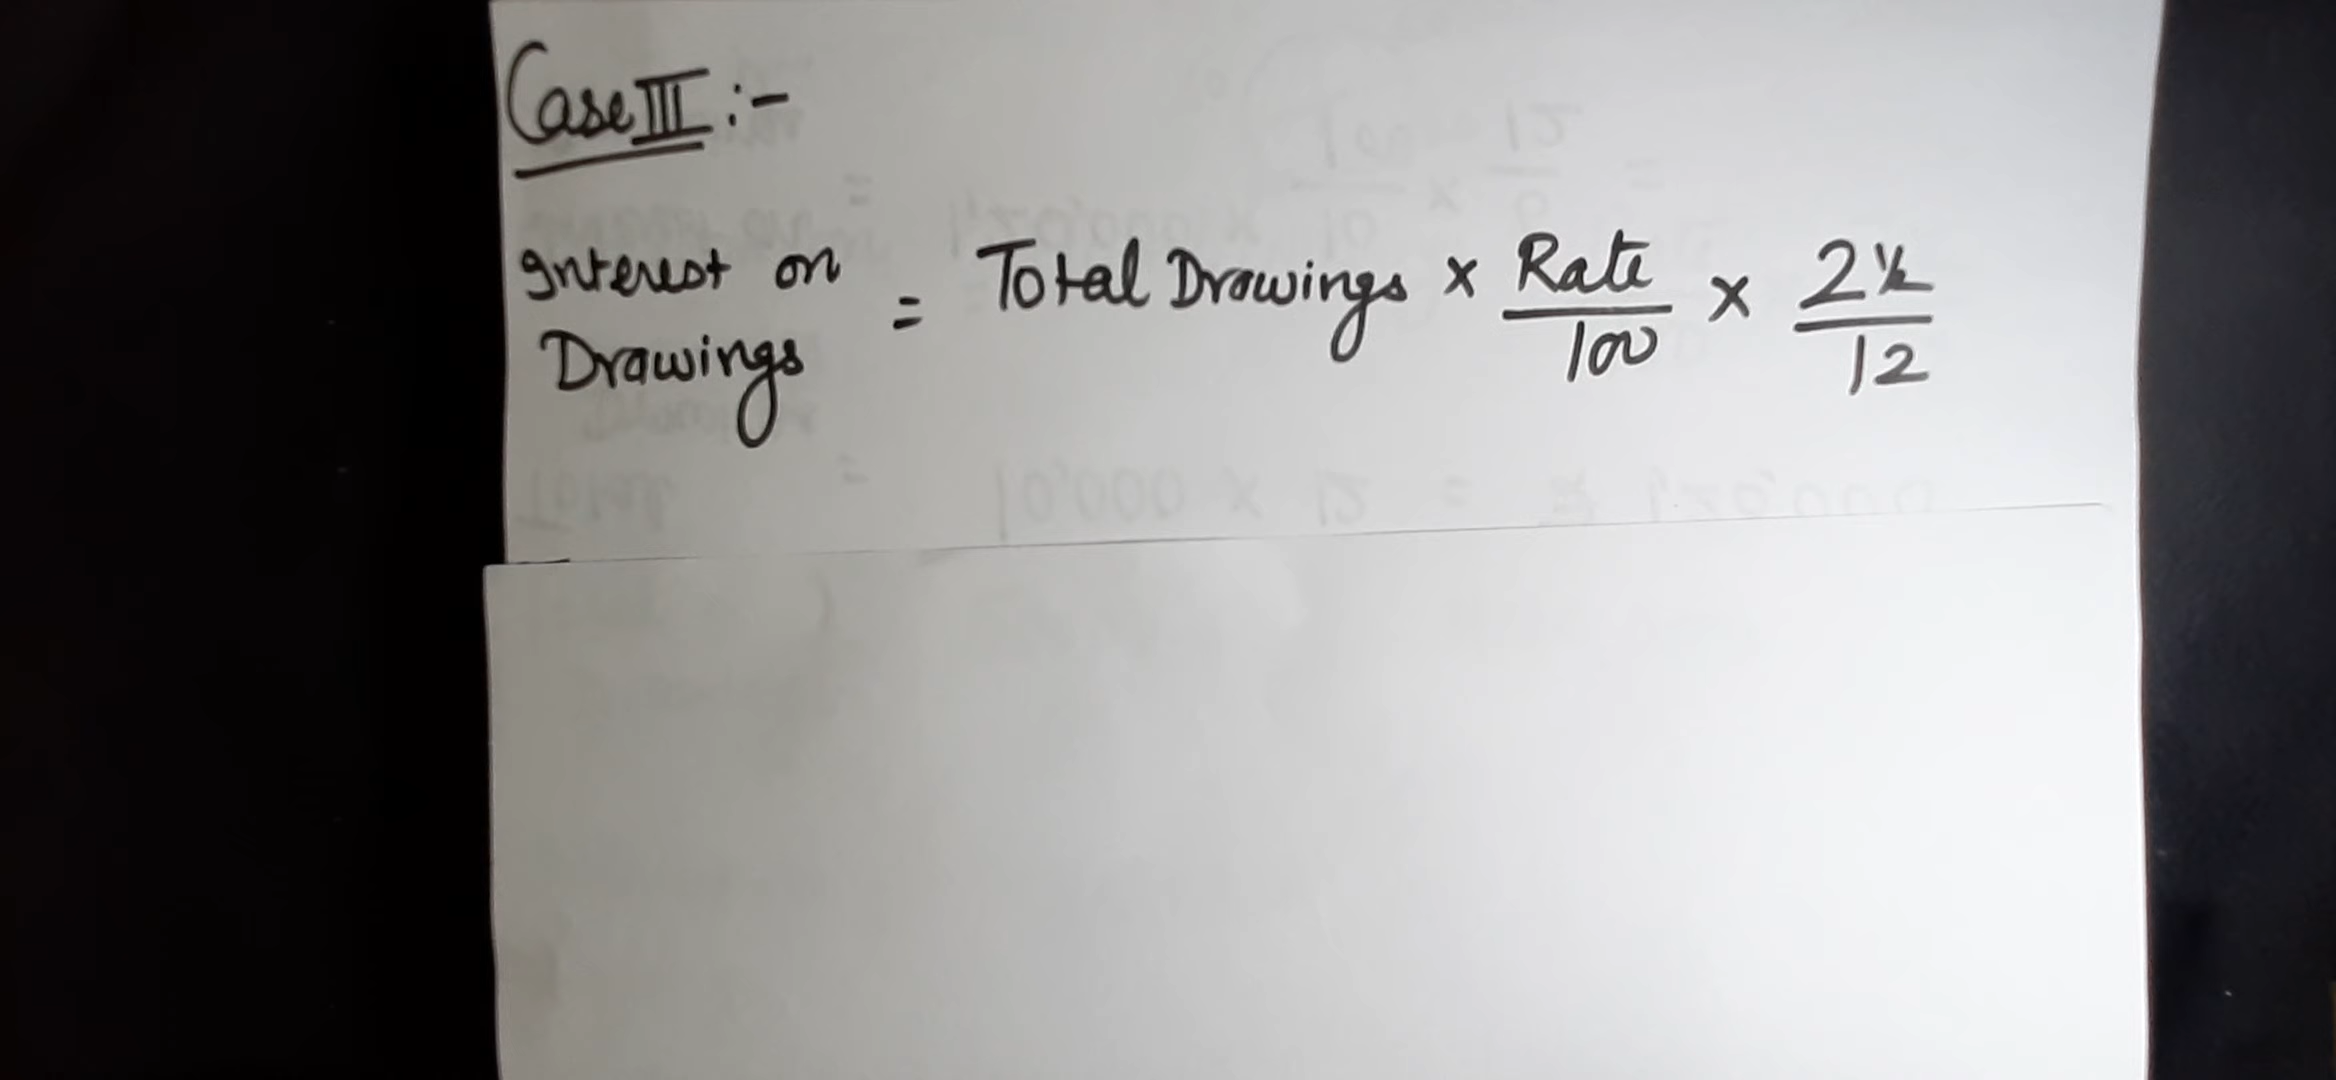 Case III :-
Interest on Drawings = Total Drawings × Rate/100 × 2½/12